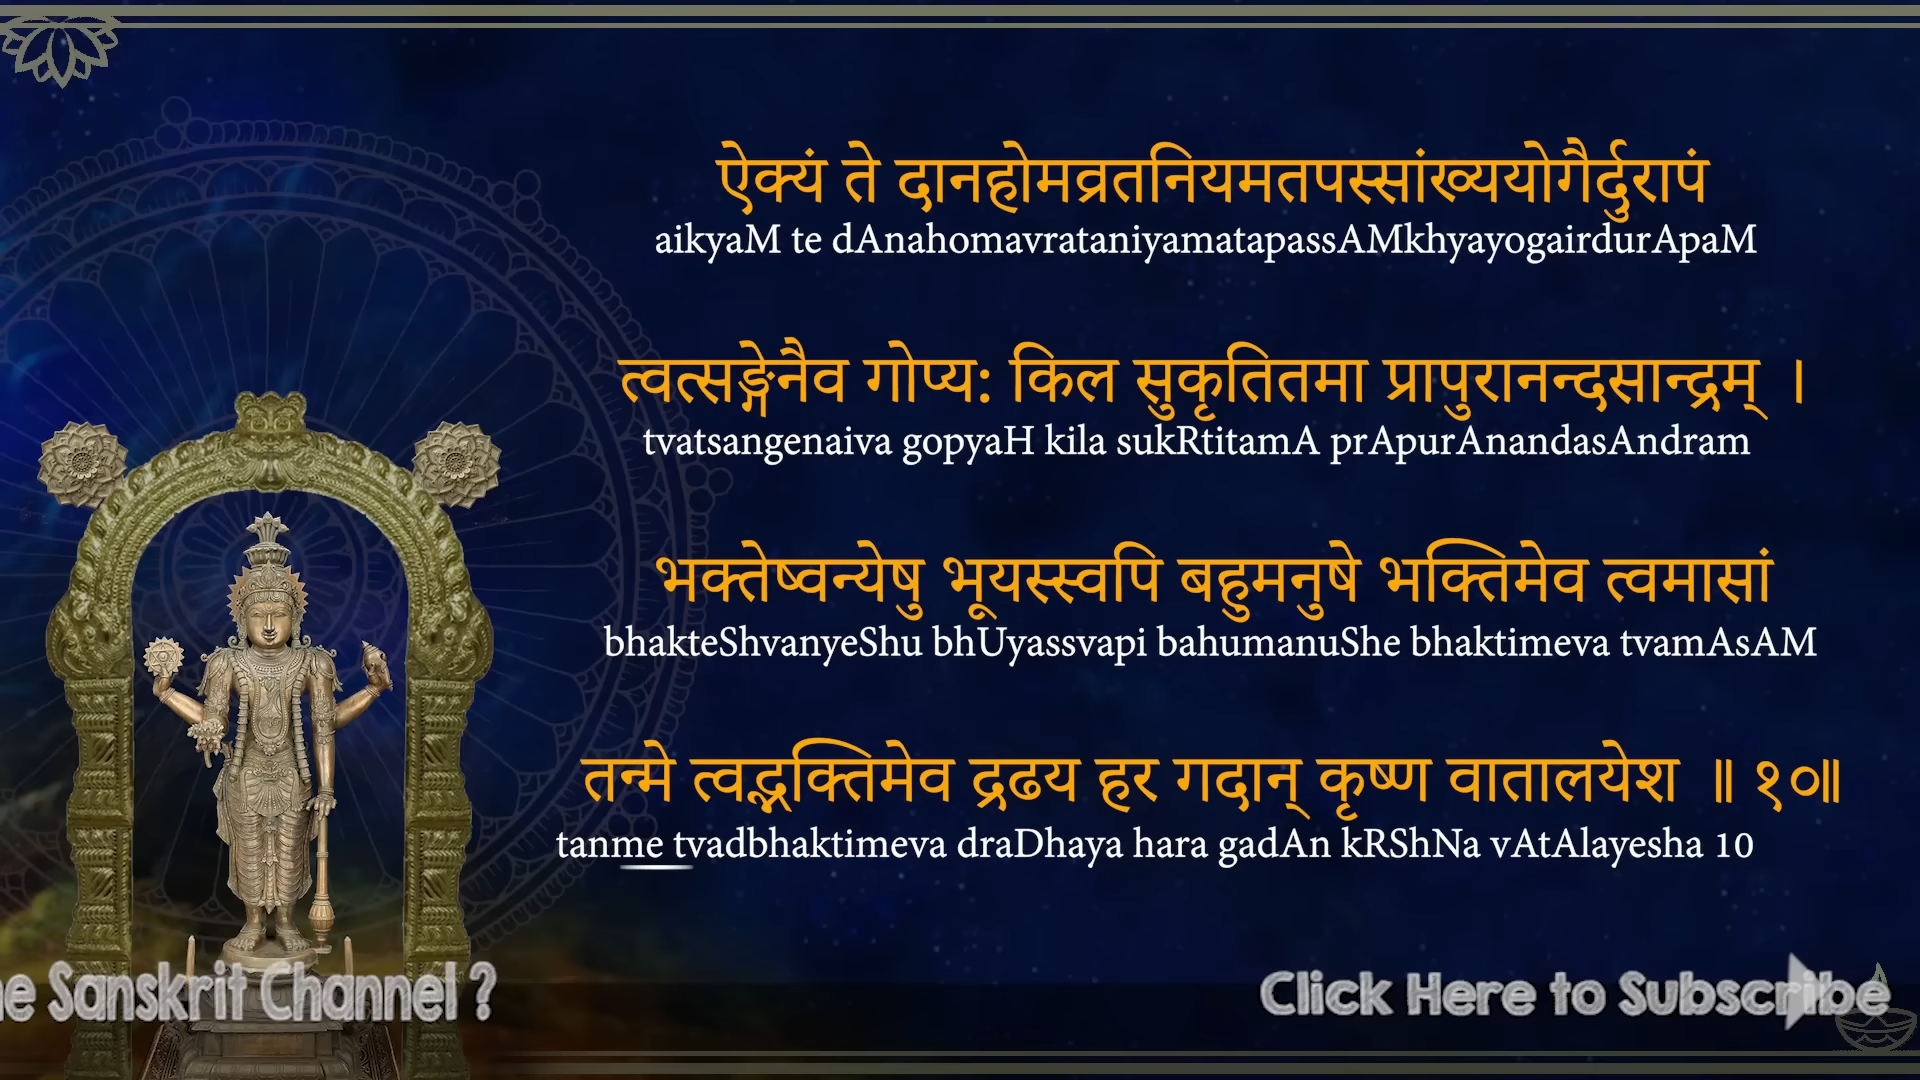 ऐक्यं ते दानहोमव्रतनियमतपस्सांख्ययोगैर्दुरापं
aikyaM te dAnahomavrataniyamatapassAMkhyayogairdurApaM
त्वत्सङ्गेनैव गोप्य: किल सुकृतितमा प्रापुरानन्दसान्द्रम् ।
tvatsangenaiva gopyaH kila sukRtitamA prApurAnandasAndram
भक्तेष्वन्येषु भूयस्स्वपि बहुमनुषे भक्तिमेव त्वमासां
bhakteShvanyeShu bhUyassvapi bahumanuShe bhaktimeva tvamAsAM
तन्मे त्वद्भक्तिमेव द्रढय हर गदान् कृष्ण वातालयेश ॥ १०॥
tanme tvadbhaktimeva draDhaya hara gadAn kRShNa vAtAlayesha 10
Sanskrit Channel ? Click Here to Subscribe